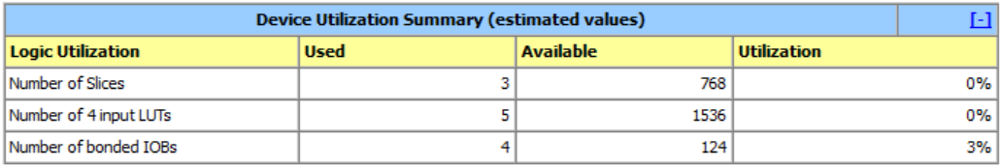 Device Utilization Summary (estimated values) [-]
Logic Utilization Used Available Utilization
Number of Slices 3 768 0%
Number of 4 input LUTs 5 1536 0%
Number of bonded IOBs 4 124 3%